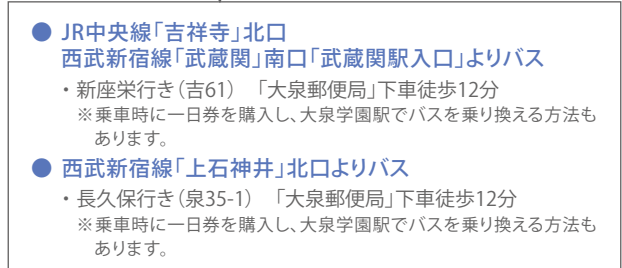 ● JR中央線「吉祥寺」北口
西武新宿線「武蔵関」南口「武蔵関駅入口」よりバス
・新座栄行き（吉61）　「大泉郵便局」下車徒歩12分
※乗車時に一日券を購入し、大泉学園駅でバスを乗り換える方法も
あります。
● 西武新宿線「上石神井」北口よりバス
・長久保行き（泉35-1）　「大泉郵便局」下車徒歩12分
※乗車時に一日券を購入し、大泉学園駅でバスを乗り換える方法も
あります。